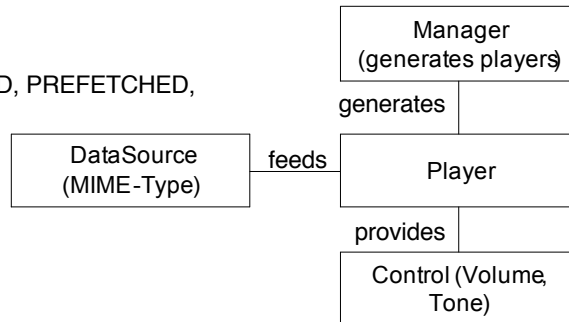 Manager
(generates players)
D, PREFETCHED,
generates
DataSource
(MIME-Type)
feeds
Player
provides
Control (Volume,
Tone)